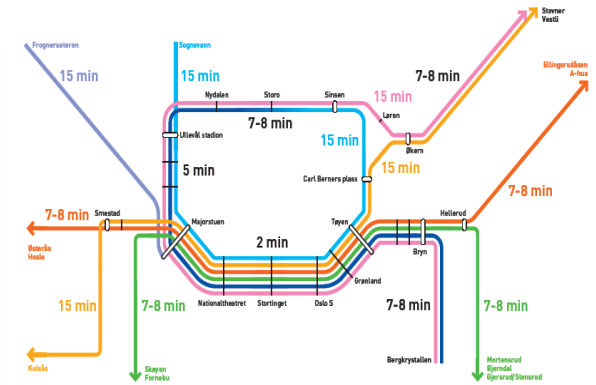 Stovner
Vestli
Frognerseteren
Sognsvann
Ellingsrudåsen
A-hus
15 min
15 min
7-8 min
Nydalen
Storo
Sinsen
15 min
Løren
7-8 min
Ullevål stadion
15 min
Økern
15 min
5 min
Carl Berners plass
7-8 min
7-8 min
Smestad
Majorstuen
Tøyen
Hellerud
Østerås
Hosle
2 min
Bryn
Grønland
15 min
7-8 min
Nationaltheatret
Stortinget
Oslo S
7-8 min
7-8 min
Kolsås
Skøyen
Fornebu
Bergkrystallen
Mortensrud
Bjørndal
Gjersrud/Stensrud